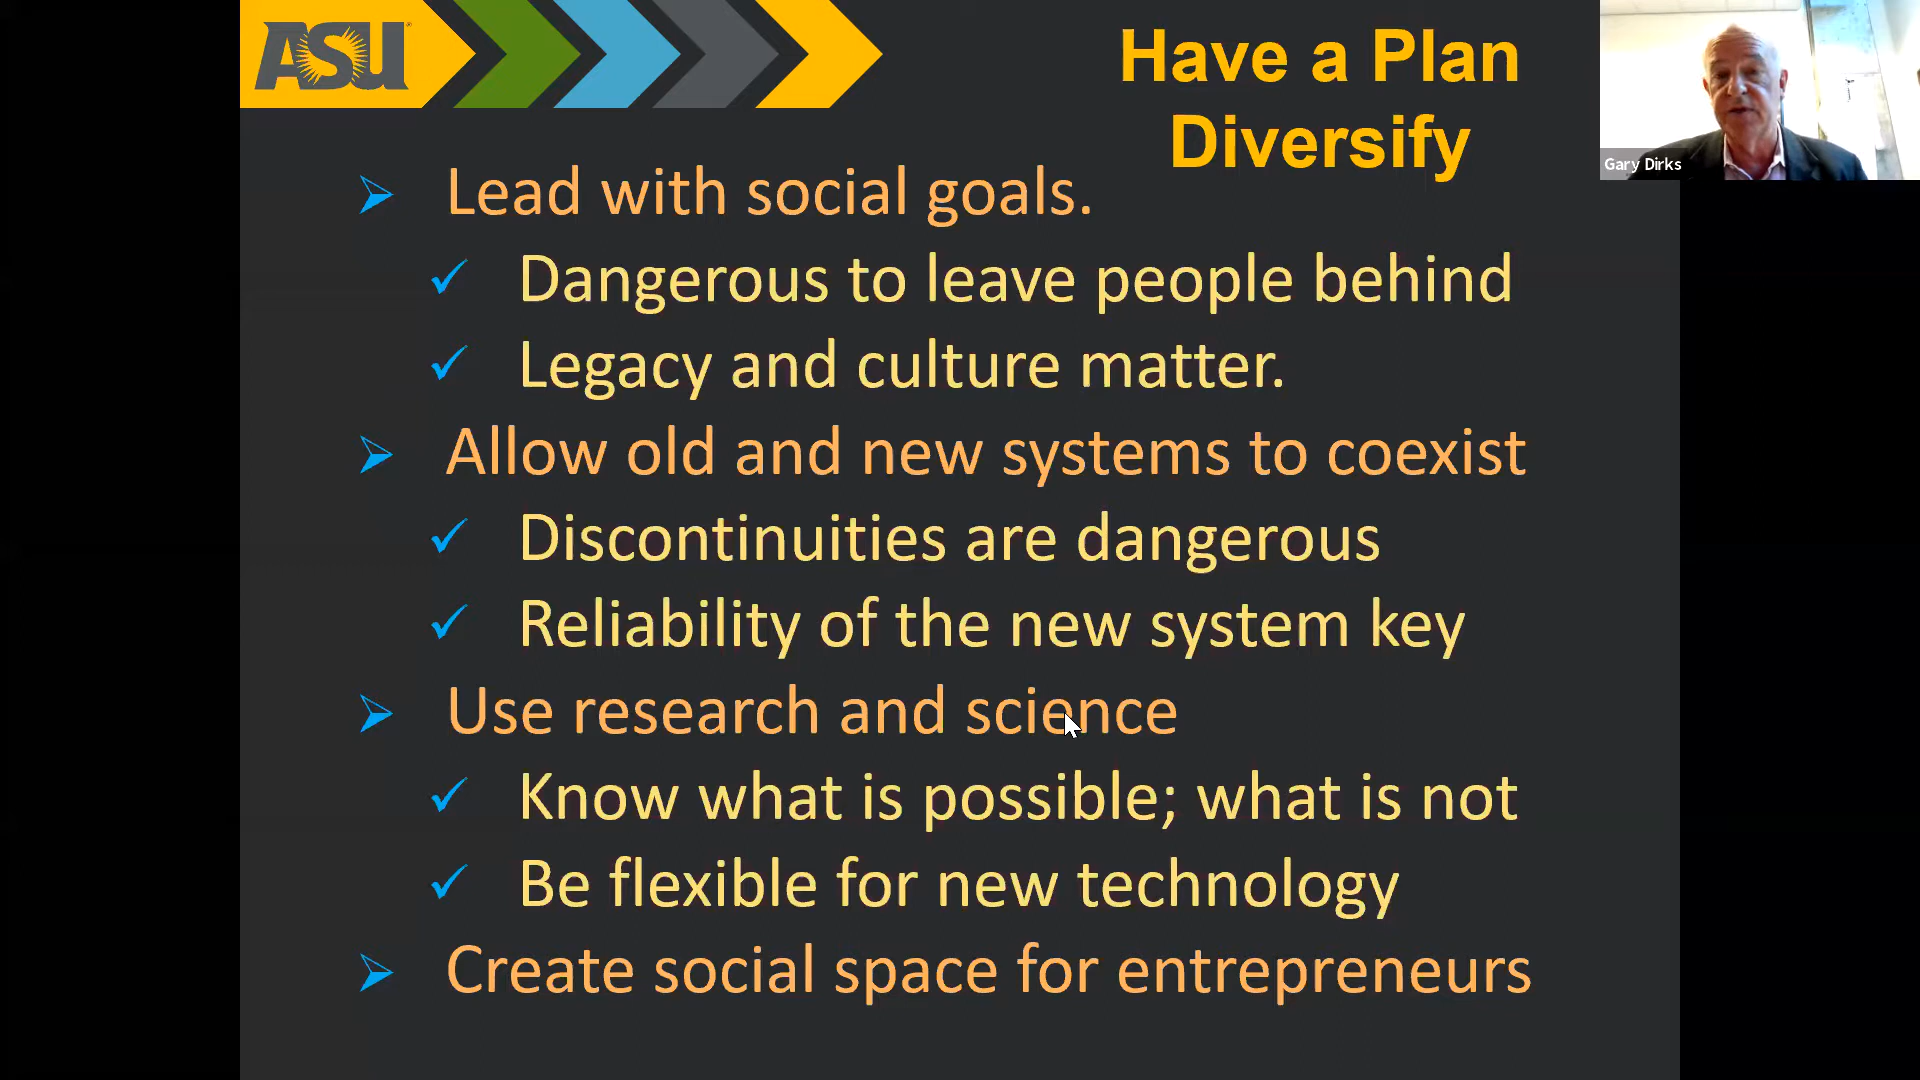 ASU
Have a Plan
Diversify
Gary Dirks
Lead with social goals.
Dangerous to leave people behind
Legacy and culture matter.
Allow old and new systems to coexist
Discontinuities are dangerous
Reliability of the new system key
Use research and science
Know what is possible; what is not
Be flexible for new technology
Create social space for entrepreneurs